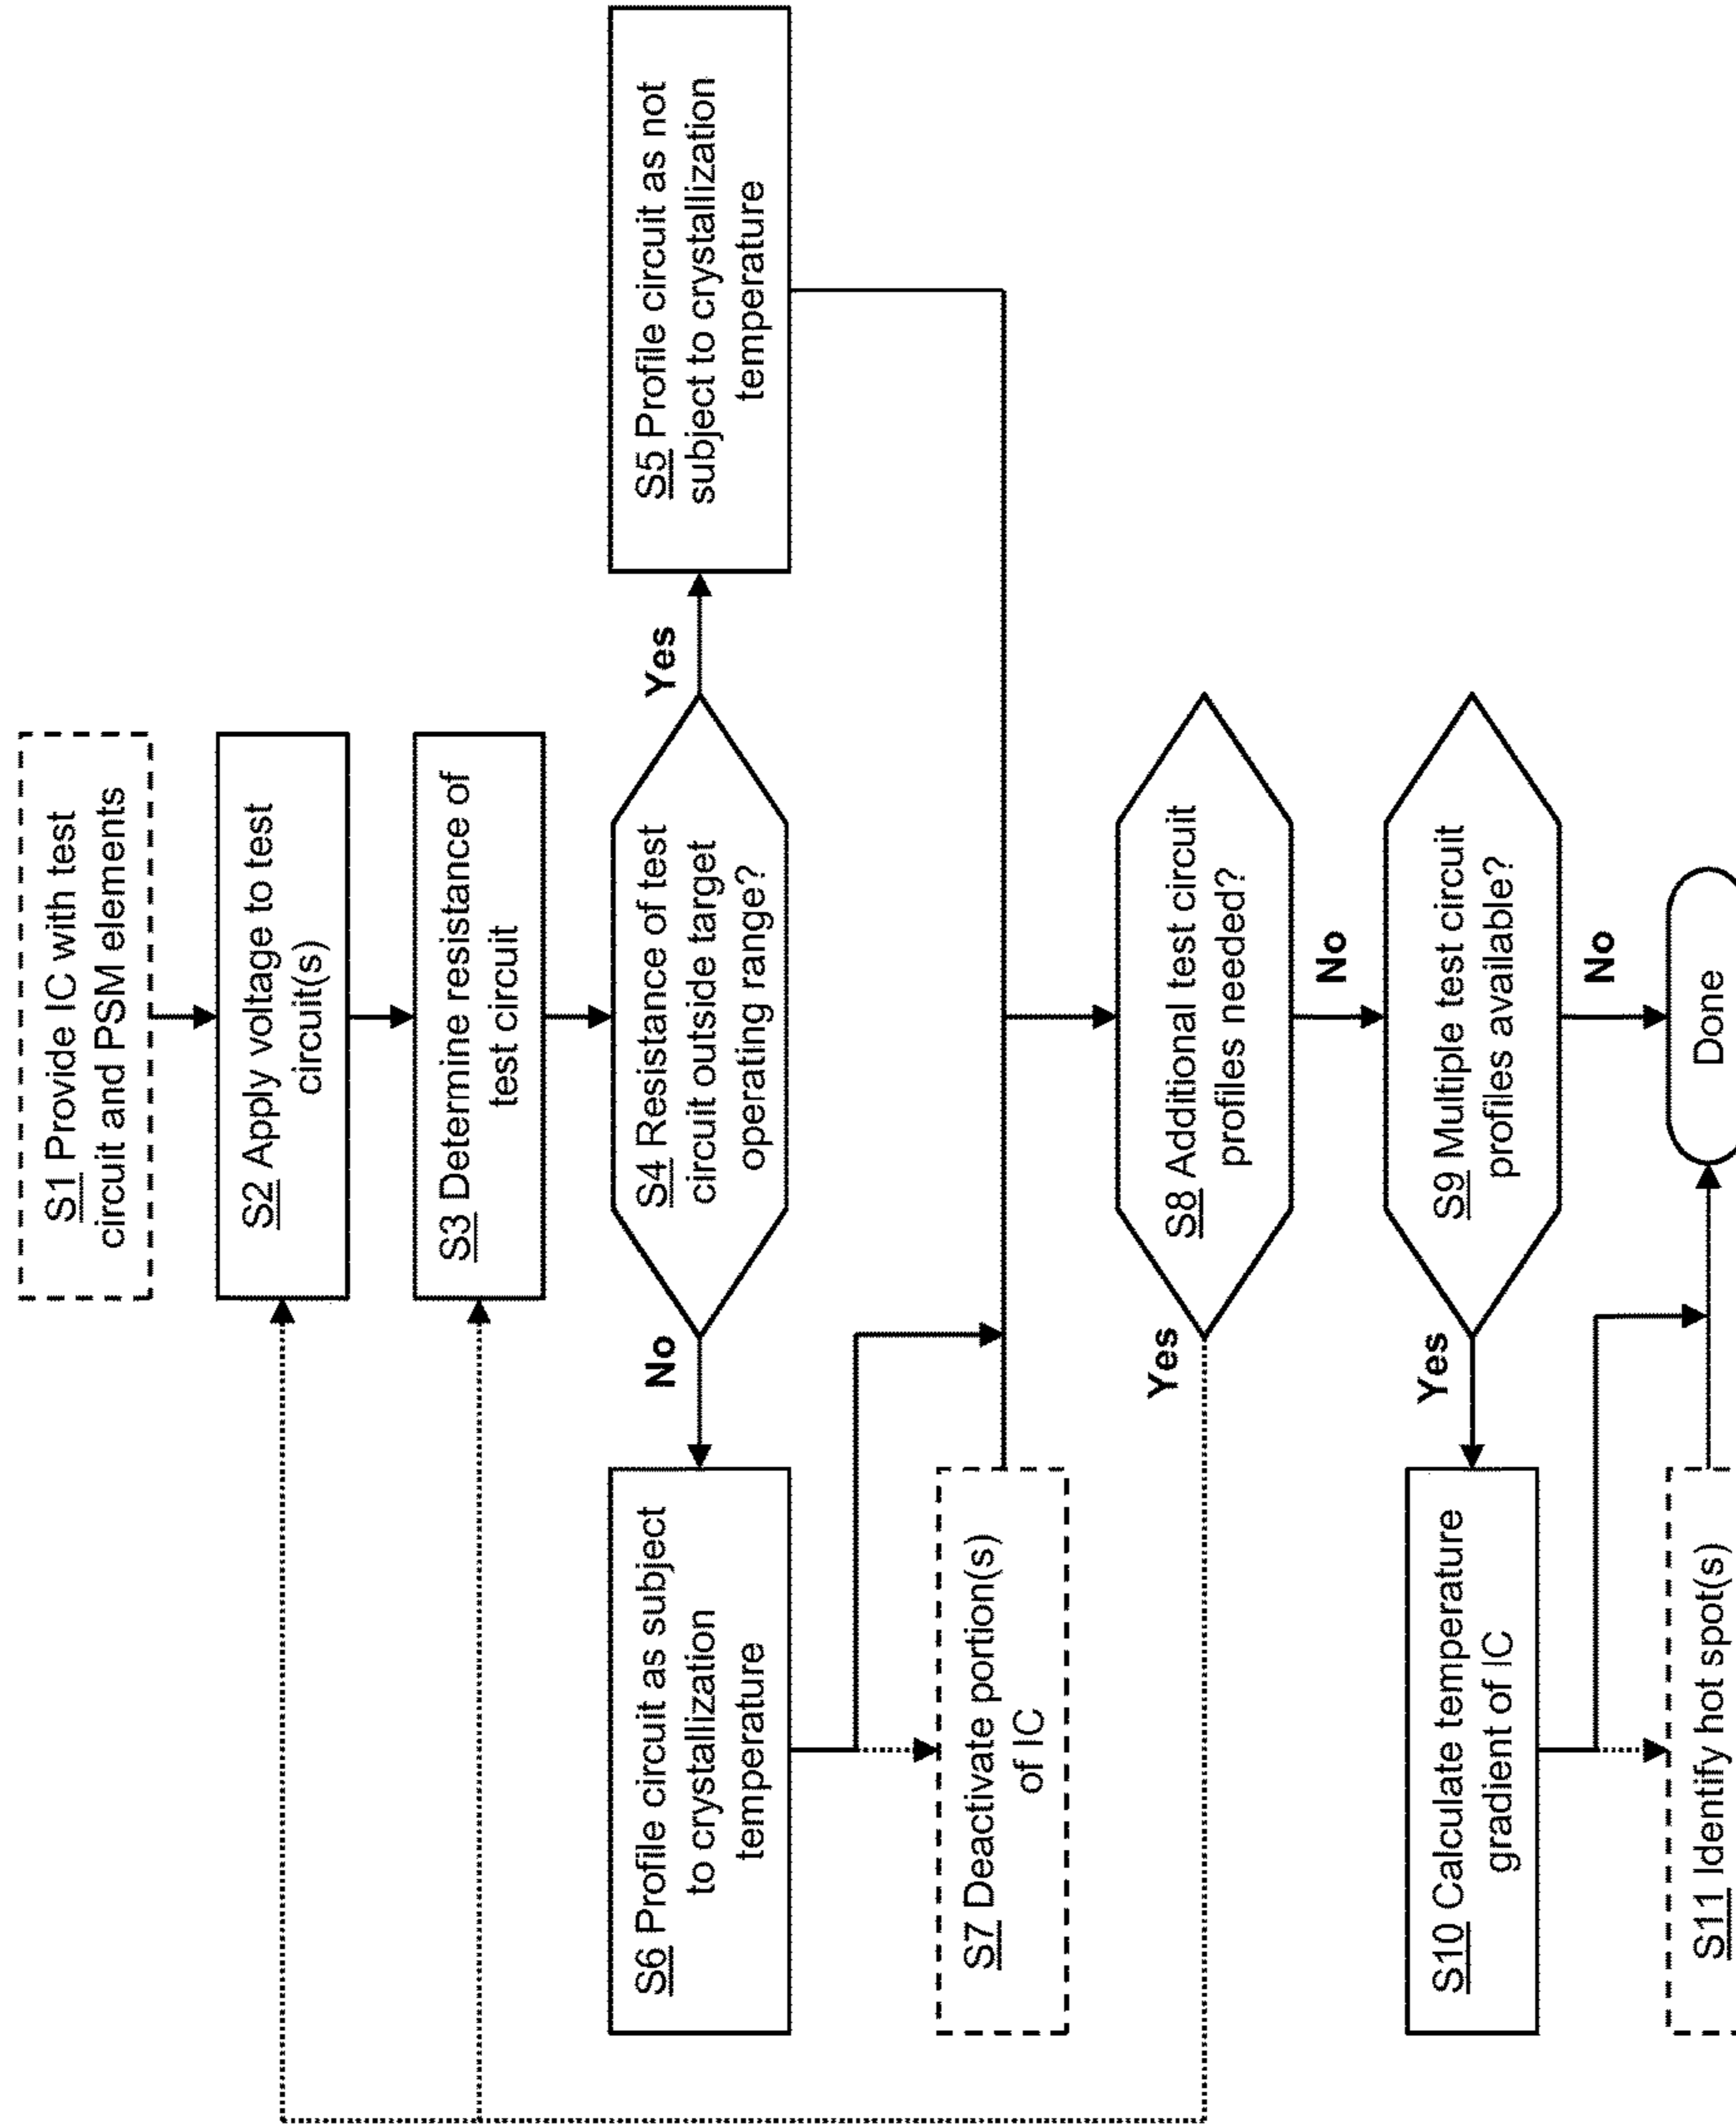 S1 Provide IC with test
circuit and PSM elements
S2 Apply voltage to test
circuit(s)
S3 Determine resistance of
test circuit
S4 Resistance of test
circuit outside target
operating range?
Yes
No
S5 Profile circuit as not
subject to crystallization
temperature
S6 Profile circuit as subject
to crystallization
temperature
S7 Deactivate portion(s)
of IC
S8 Additional test circuit
profiles needed?
Yes
No
S9 Multiple test circuit
profiles available?
Yes
No
S10 Calculate temperature
gradient of IC
S11 Identify hot spot(s)
Done